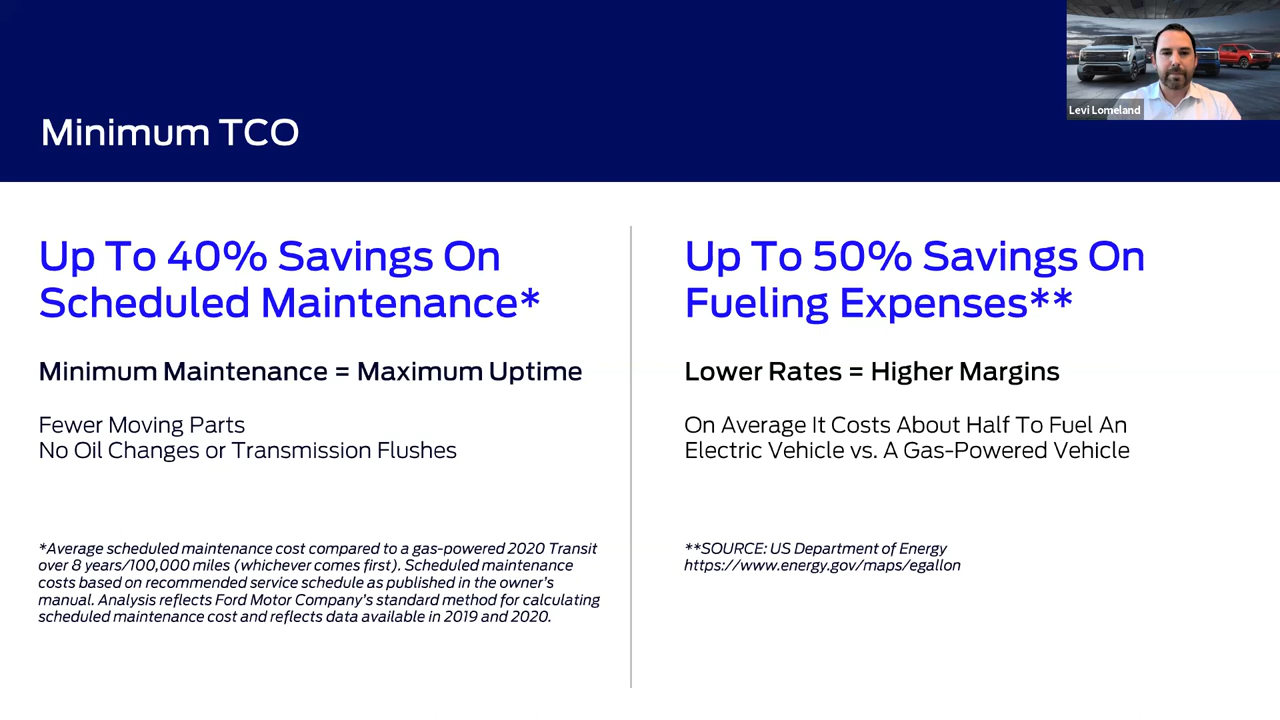 Levi Lomeland
Minimum TCO
Up To 40% Savings On
Scheduled Maintenance*
Minimum Maintenance = Maximum Uptime
Fewer Moving Parts
No Oil Changes or Transmission Flushes
*Average scheduled maintenance cost compared to a gas-powered 2020 Transit
over 8 years/100,000 miles (whichever comes first). Scheduled maintenance
costs based on recommended service schedule as published in the owner's
manual. Analysis reflects Ford Motor Company's standard method for calculating
scheduled maintenance cost and reflects data available in 2019 and 2020.
Up To 50% Savings On
Fueling Expenses**
Lower Rates = Higher Margins
On Average It Costs About Half To Fuel An
Electric Vehicle vs. A Gas-Powered Vehicle
**SOURCE: US Department of Energy
https://www.energy.gov/maps/egallon